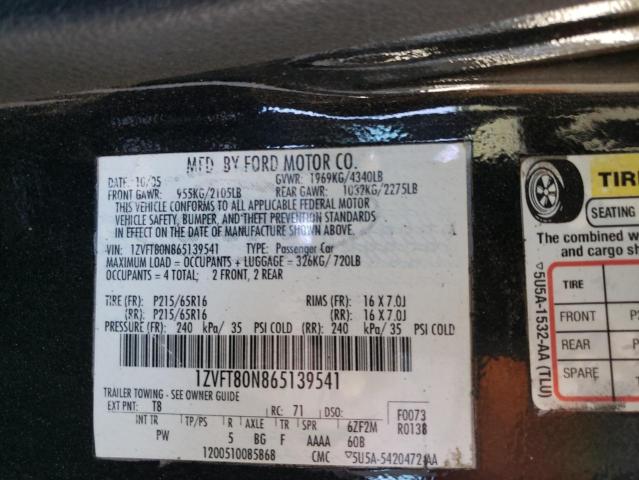 MFD. BY FORD MOTOR CO.
DATE: 10/05 GVWR: 1969KG/4340LB
FRONT GAWR: 955KG/2105LB REAR GAWR: 1032KG/2275LB
THIS VEHICLE CONFORMS TO ALL APPLICABLE FEDERAL MOTOR
VEHICLE SAFETY, BUMPER, AND THEFT PREVENTION STANDARDS
IN EFFECT ON THE DATE OF MANUFACTURE SHOWN ABOVE.
VIN: 1ZVFT80N865139541 TYPE: Passenger Car
MAXIMUM LOAD = OCCUPANTS + LUGGAGE = 326KG/720LB
OCCUPANTS = 4 TOTAL; 2 FRONT, 2 REAR
TIRE (FR): P215/65R16 RIMS (FR): 16 X 7.0J
(RR): P215/65R16 (RR): 16 X 7.0J
PRESSURE (FR): 240 kPa/ 35 PSI COLD (RR): 240 kPa/ 35 PSI COLD
1ZVFT80N865139541
TRAILER TOWING - SEE OWNER GUIDE
EXT PNT: T8 RC: 71 DSO: F0073
INT TR TP/PS R AXLE TR SPR 6ZF2M R0138
PW 5 BG F AAAA 60B
1200510085868 CMC ▽5U5A-5420472-AA
TIRE
SEATING
The combined w
and cargo sh
TIRE
FRONT P
REAR P
SPARE T
▽5U5A-1532-AA (TLU)